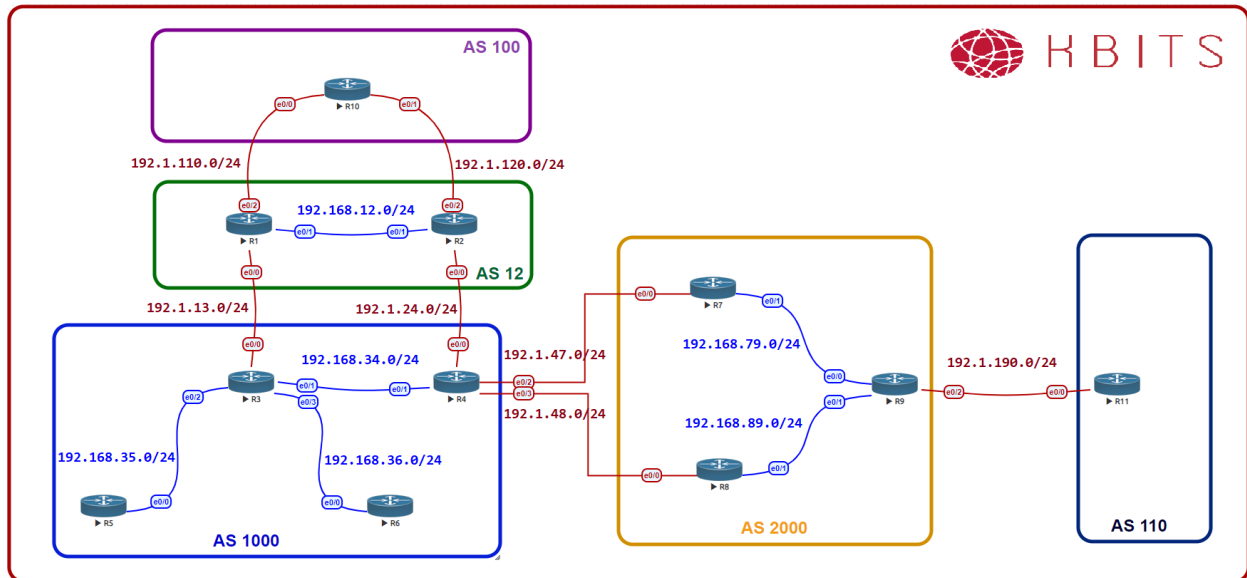 AS 100
KBITS
e0/0
e0/1
R10
192.1.110.0/24
192.1.120.0/24
e0/2
e0/2
192.168.12.0/24
e0/1
e0/1
R1
R2
e0/0
e0/0
AS 12
192.1.13.0/24
192.1.24.0/24
e0/0
e0/0
192.168.34.0/24
e0/1
e0/1
e0/2
e0/3
R3
R4
e0/2
e0/3
192.1.47.0/24
192.1.48.0/24
192.168.35.0/24
192.168.36.0/24
e0/0
e0/0
R5
R6
AS 1000
e0/0
R7
e0/1
192.168.79.0/24
e0/0
e0/1
R9
e0/2
192.168.89.0/24
e0/0
R8
e0/1
AS 2000
192.1.190.0/24
e0/0
R11
AS 110